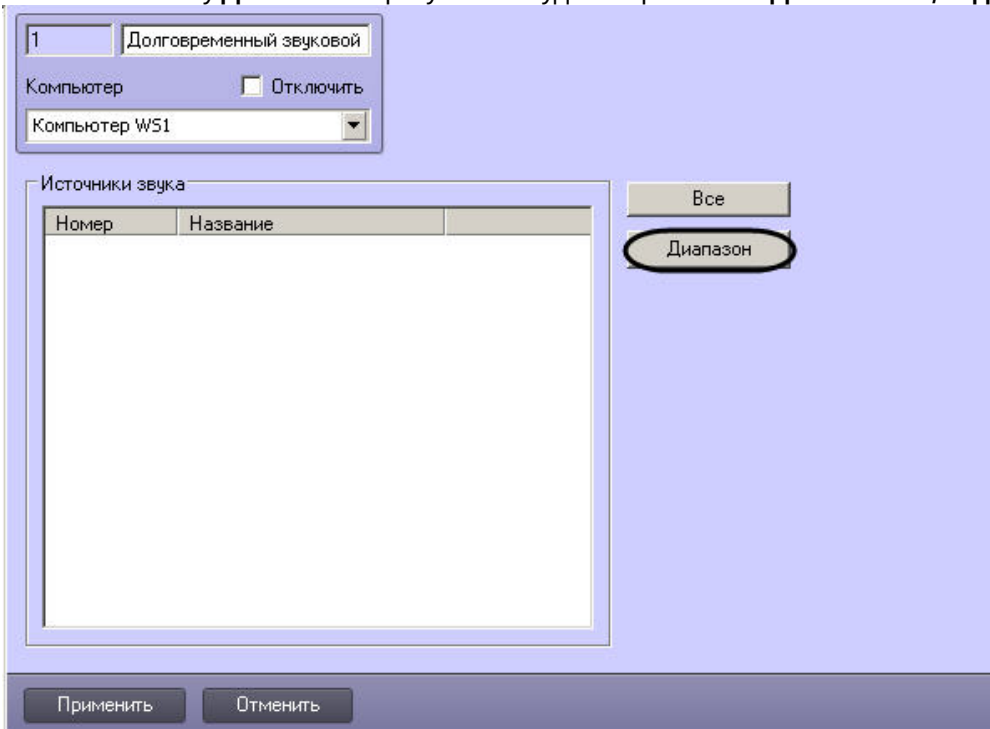 1 Долговременный звуковой
Компьютер Отключить
Компьютер WS1
Источники звука
Номер Название
Все
Диапазон
Применить Отменить